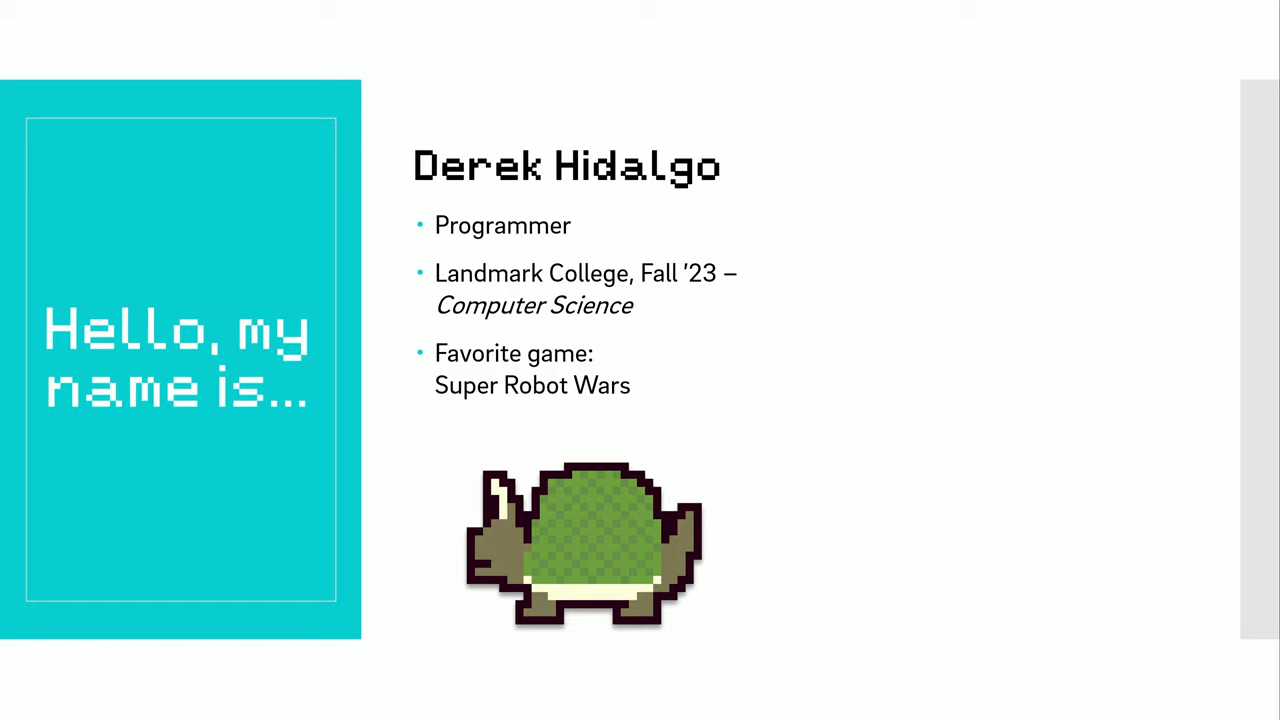 Hello, my
name is...
Derek Hidalgo
• Programmer
• Landmark College, Fall ’23 –
Computer Science
• Favorite game:
Super Robot Wars